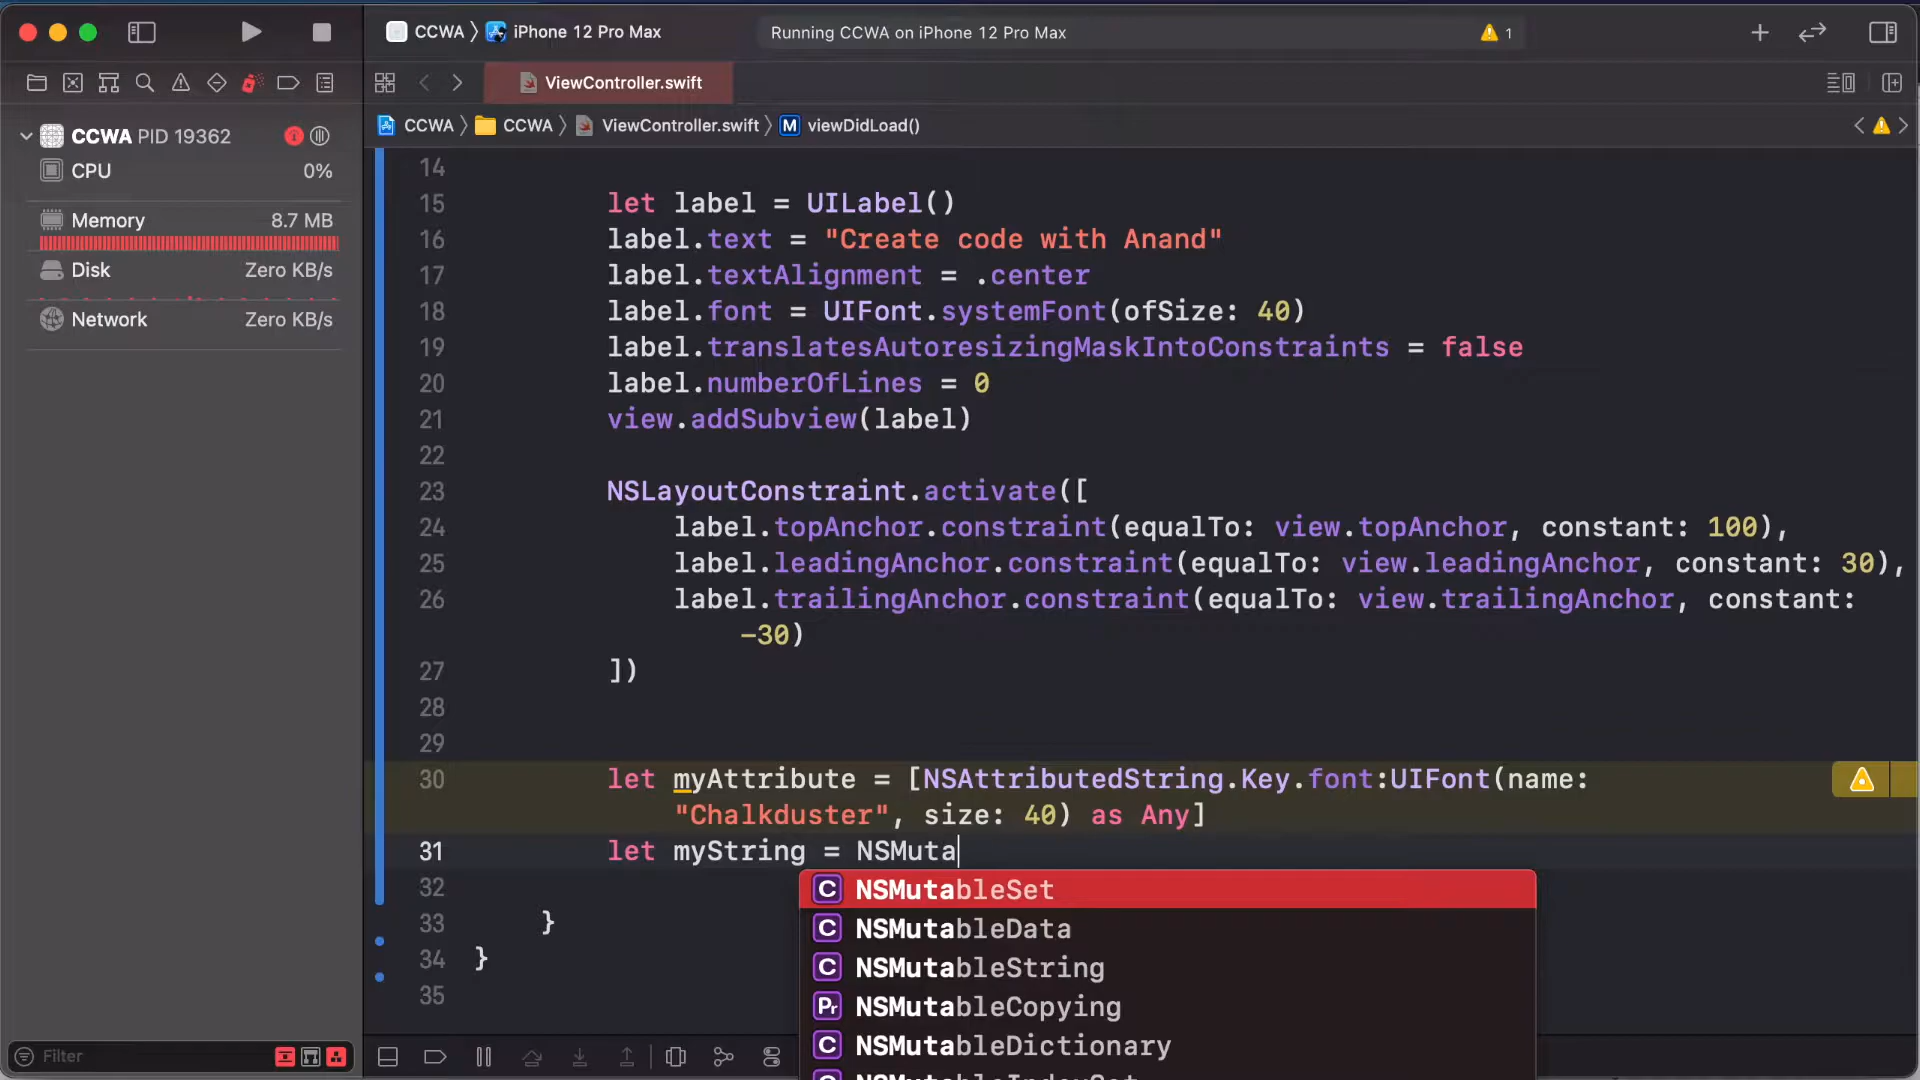 CCWA 〉 iPhone 12 Pro Max
Running CCWA on iPhone 12 Pro Max
1
ViewController.swift
CCWA 〉 CCWA 〉 ViewController.swift 〉 M viewDidLoad()
CCWA PID 19362
CPU 0%
Memory 8.7 MB
Disk Zero KB/s
Network Zero KB/s
14
15 let label = UILabel()
16 label.text = "Create code with Anand"
17 label.textAlignment = .center
18 label.font = UIFont.systemFont(ofSize: 40)
19 label.translatesAutoresizingMaskIntoConstraints = false
20 label.numberOfLines = 0
21 view.addSubview(label)
22
23 NSLayoutConstraint.activate([
24 label.topAnchor.constraint(equalTo: view.topAnchor, constant: 100),
25 label.leadingAnchor.constraint(equalTo: view.leadingAnchor, constant: 30),
26 label.trailingAnchor.constraint(equalTo: view.trailingAnchor, constant:
-30)
27 ])
28
29
30 let myAttribute = [NSAttributedString.Key.font:UIFont(name:
"Chalkduster", size: 40) as Any]
31 let myString = NSMuta
32
33 }
34 }
35
C NSMutableSet
C NSMutableData
C NSMutableString
Pr NSMutableCopying
C NSMutableDictionary
Filter